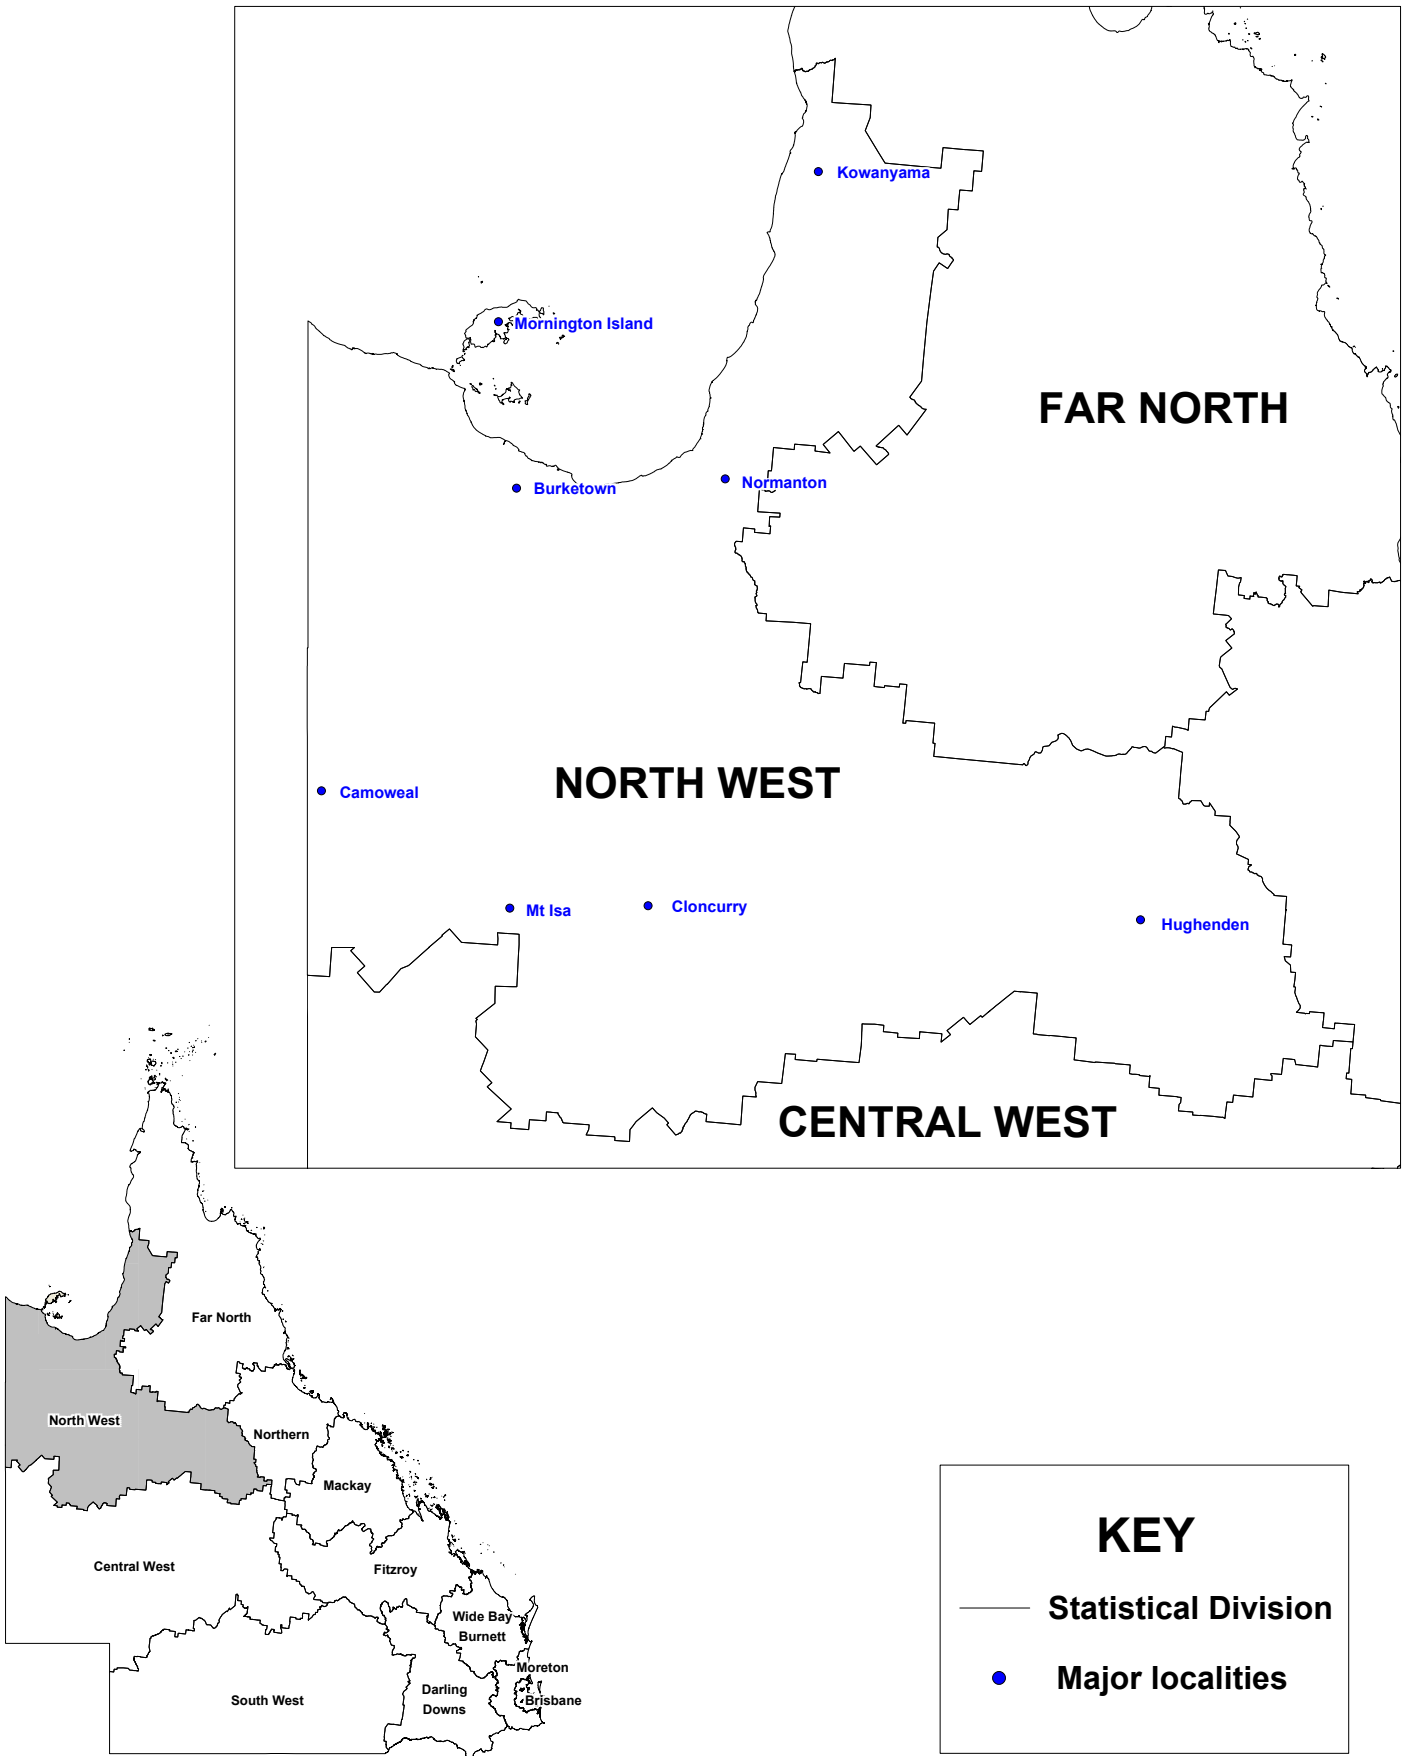 Kowanyama
Mornington Island
FAR NORTH
Burketown
Normanton
NORTH WEST
Camoweal
Mt Isa
Cloncurry
Hughenden
CENTRAL WEST
Far North
North West
Northern
Mackay
Central West
Fitzroy
Wide Bay
Burnett
Moreton
Darling
Downs
Brisbane
South West
KEY
Statistical Division
Major localities